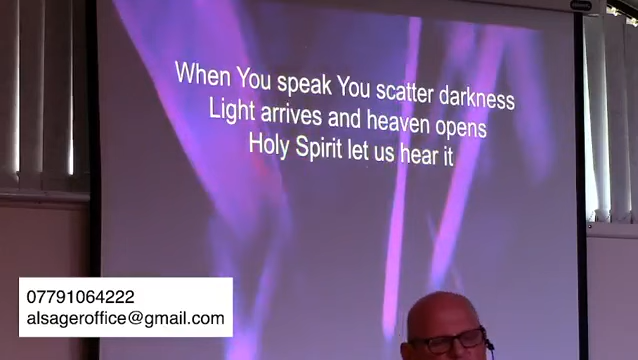 When You speak You scatter darkness
Light arrives and heaven opens
Holy Spirit let us hear it
07791064222
alsageroffice@gmail.com